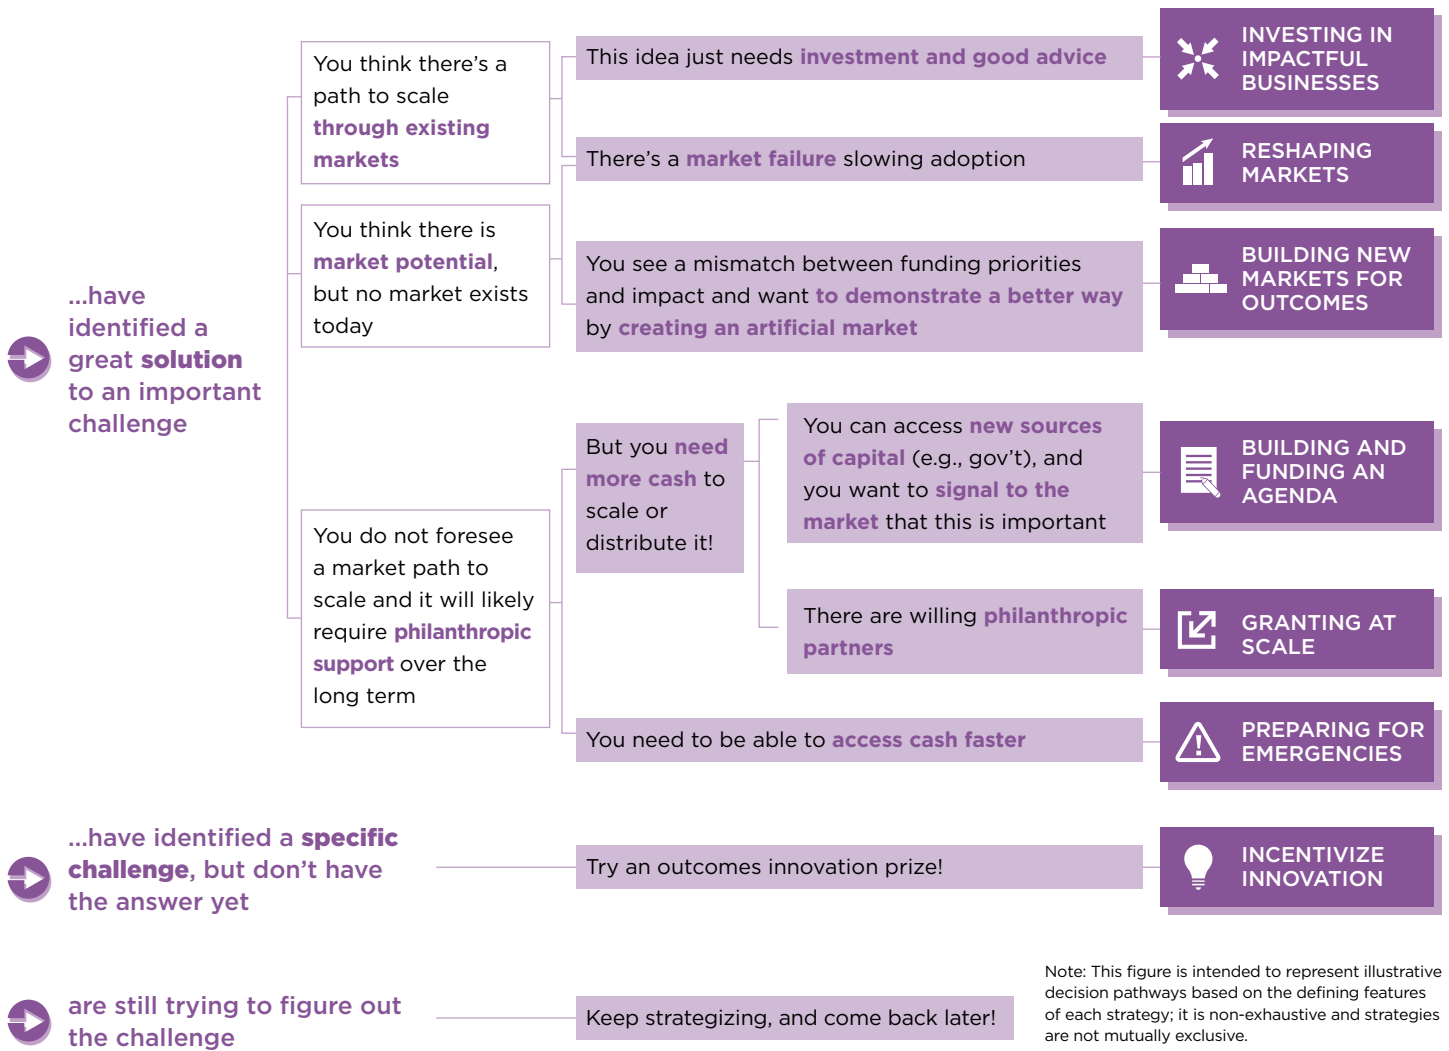 ...have
identified a
great solution
to an important
challenge
You think there’s a
path to scale
through existing
markets
This idea just needs investment and good advice
INVESTING IN
IMPACTFUL
BUSINESSES
There’s a market failure slowing adoption
RESHAPING
MARKETS
You think there is
market potential,
but no market exists
today
You see a mismatch between funding priorities
and impact and want to demonstrate a better way
by creating an artificial market
BUILDING NEW
MARKETS FOR
OUTCOMES
You do not foresee
a market path to
scale and it will likely
require philanthropic
support over the
long term
But you need
more cash to
scale or
distribute it!
You can access new sources
of capital (e.g., gov’t), and
you want to signal to the
market that this is important
BUILDING AND
FUNDING AN
AGENDA
There are willing philanthropic
partners
GRANTING AT
SCALE
You need to be able to access cash faster
PREPARING FOR
EMERGENCIES
...have identified a specific
challenge, but don’t have
the answer yet
Try an outcomes innovation prize!
INCENTIVIZE
INNOVATION
are still trying to figure out
the challenge
Keep strategizing, and come back later!
Note: This figure is intended to represent illustrative
decision pathways based on the defining features
of each strategy; it is non-exhaustive and strategies
are not mutually exclusive.